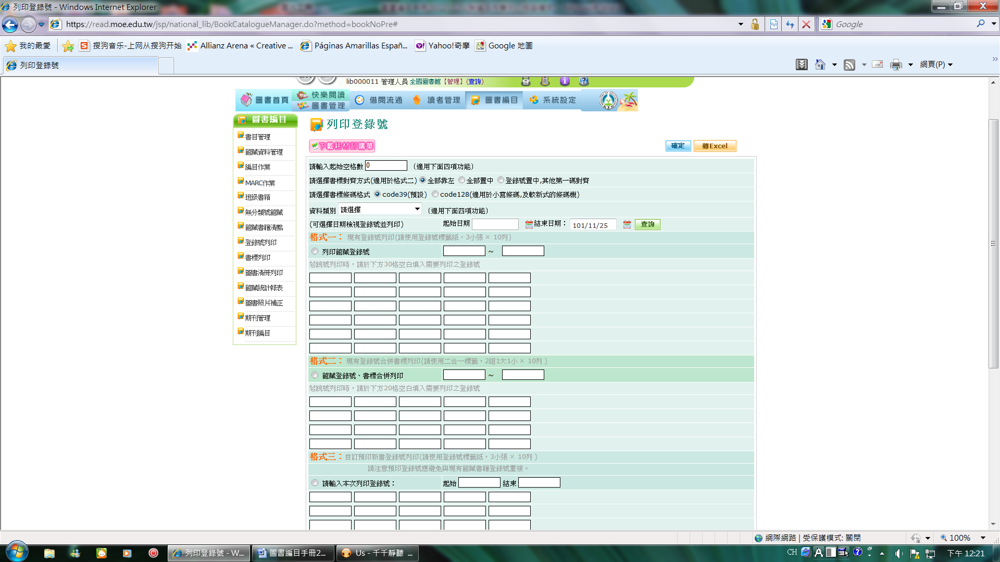 列印登錄號 - Windows Internet Explorer
https://read.moe.edu.tw/jsp/national_lib/BookCatalogueManager.do?method=bookNoPre#
Google
我的最愛
搜狗音乐-上网从搜狗开始
Allianz Arena « Creative ...
Páginas Amarillas Españ...
Yahoo!奇摩
Google 地圖
列印登錄號
網頁(P)
lib000011 管理人員 全國圖書館【管理】(查詢)
圖書首頁
快樂閱讀
圖書管理
借閱流通
讀者管理
圖書編目
系統設定
圖書編目
書目管理
館藏資料管理
編目作業
MARC作業
班級書箱
無分類號館藏
館藏書籍清點
登錄號列印
書標列印
圖書清冊列印
館藏統計報表
圖書照片補正
期刊管理
期刊編目
列印登錄號
下載耗材訂購單
確定
轉Excel
請輸入起始空格數 0 （適用下面四項功能）
請選擇書標對齊方式(適用於格式二) 全部靠左 全部置中 登錄號置中,其他第一碼對齊
請選擇書標條碼格式 code39(預設) code128(適用於小寫條碼,及較新式的條碼機)
資料類別 請選擇 （適用下面四項功能）
(可選擇日期檢視登錄號並列印) 起始日期 結束日期： 101/11/25 查詢
格式一： 現有登錄號列印(請使用登錄號標籤紙，3小張 × 10列)
列印館藏登錄號 ~
若跳號列印時，請於下方30格空白填入需要列印之登錄號
格式二： 現有登錄號合併書標列印(請使用二合一標籤，2組1大1小 × 10列 )
館藏登錄號、書標合併列印 ~
若跳號列印時，請於下方20格空白填入需要列印之登錄號
格式三： 自訂預印新書登錄號列印(請使用登錄號標籤紙，3小張 × 10列 )
請注意預印登錄號應避免與現有館藏書籍登錄號重複。
請輸入本次列印登錄號： 起始 結束
網際網路 | 受保護模式: 關閉
100%
列印登錄號 - W...
圖書編目手冊2...
Us - 千千靜聽 ...
CH
下午 12:21